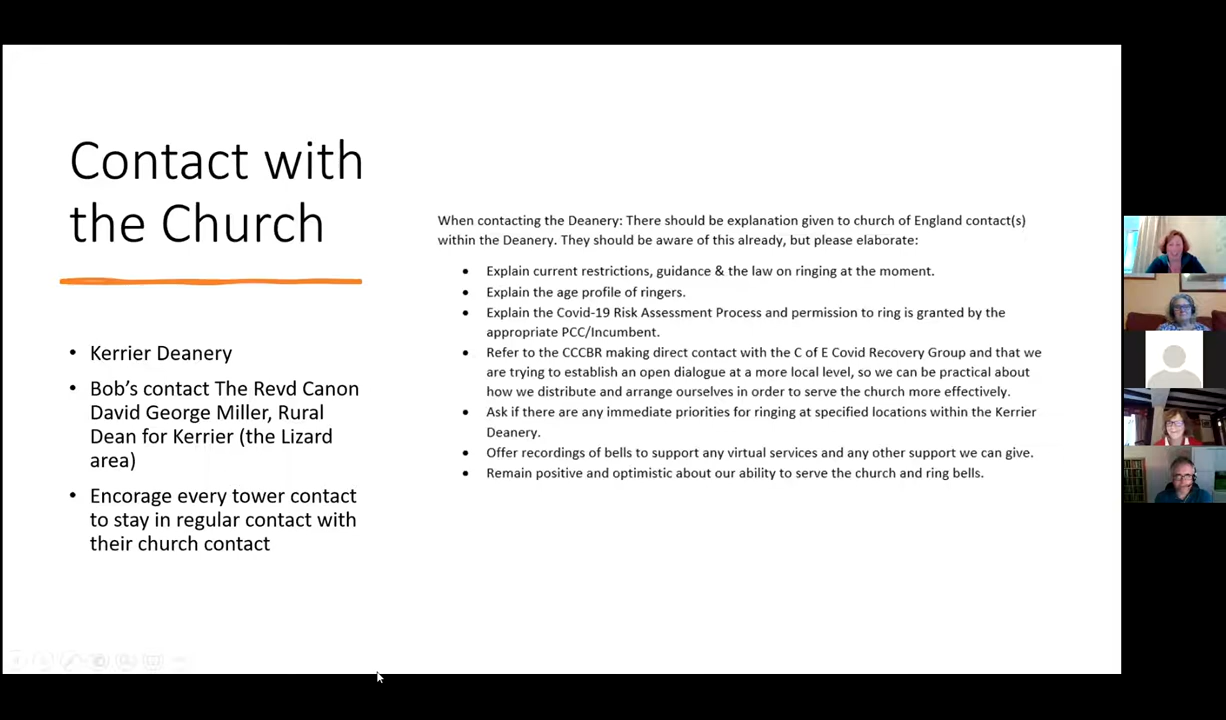 Contact with
the Church
• Kerrier Deanery
• Bob's contact The Revd Canon
David George Miller, Rural
Dean for Kerrier (the Lizard
area)
• Encorage every tower contact
to stay in regular contact with
their church contact
When contacting the Deanery: There should be explanation given to church of England contact(s)
within the Deanery. They should be aware of this already, but please elaborate:
• Explain current restrictions, guidance & the law on ringing at the moment.
• Explain the age profile of ringers.
• Explain the Covid-19 Risk Assessment Process and permission to ring is granted by the
appropriate PCC/Incumbent.
• Refer to the CCCBR making direct contact with the C of E Covid Recovery Group and that we
are trying to establish an open dialogue at a more local level, so we can be practical about
how we distribute and arrange ourselves in order to serve the church more effectively.
• Ask if there are any immediate priorities for ringing at specified locations within the Kerrier
Deanery.
• Offer recordings of bells to support any virtual services and any other support we can give.
• Remain positive and optimistic about our ability to serve the church and ring bells.